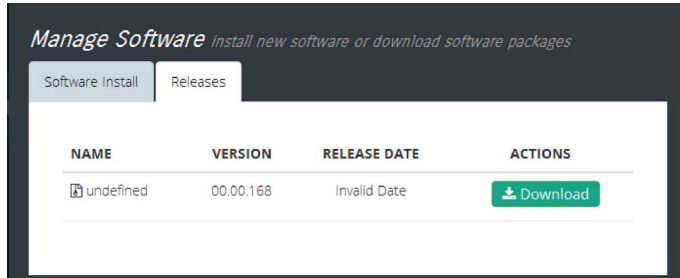 Manage Software install new software or download software packages
Software Install Releases
NAME VERSION RELEASE DATE ACTIONS
undefined 00.00.168 Invalid Date Download